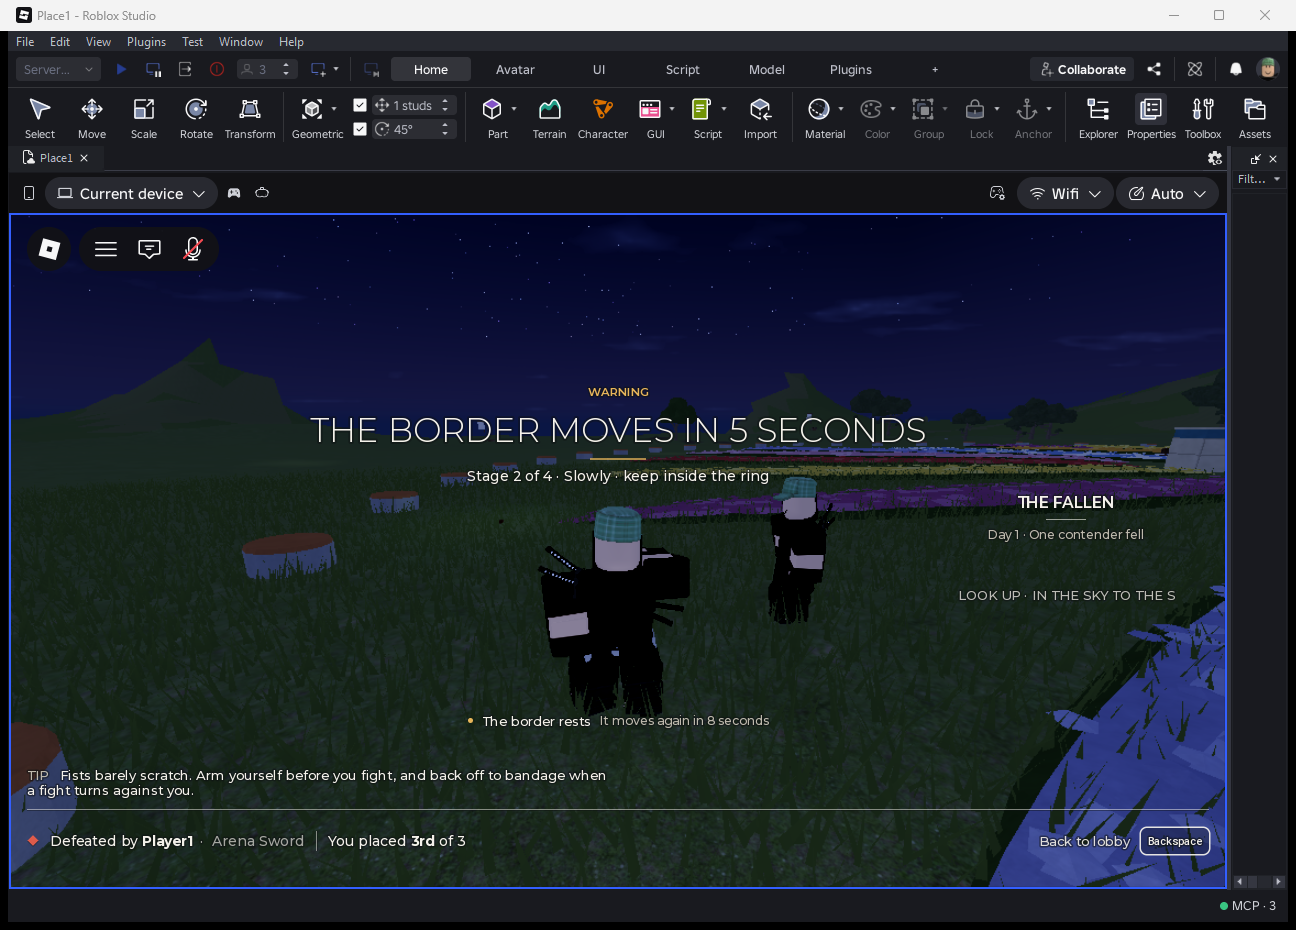 Place1 - Roblox Studio
File Edit View Plugins Test Window Help
Server... 3 Home Avatar UI Script Model Plugins + Collaborate
1 studs
45°
Select Move Scale Rotate Transform Geometric Part Terrain Character GUI Script Import Material Color Group Lock Anchor Explorer Properties Toolbox Assets
Place1
Filt...
Current device Wifi Auto
WARNING
THE BORDER MOVES IN 5 SECONDS
Stage 2 of 4 · Slowly · keep inside the ring
THE FALLEN
Day 1 · One contender fell
LOOK UP · IN THE SKY TO THE S
The border rests It moves again in 8 seconds
TIP Fists barely scratch. Arm yourself before you fight, and back off to bandage when
a fight turns against you.
Defeated by Player1 · Arena Sword You placed 3rd of 3 Back to lobby Backspace
MCP · 3